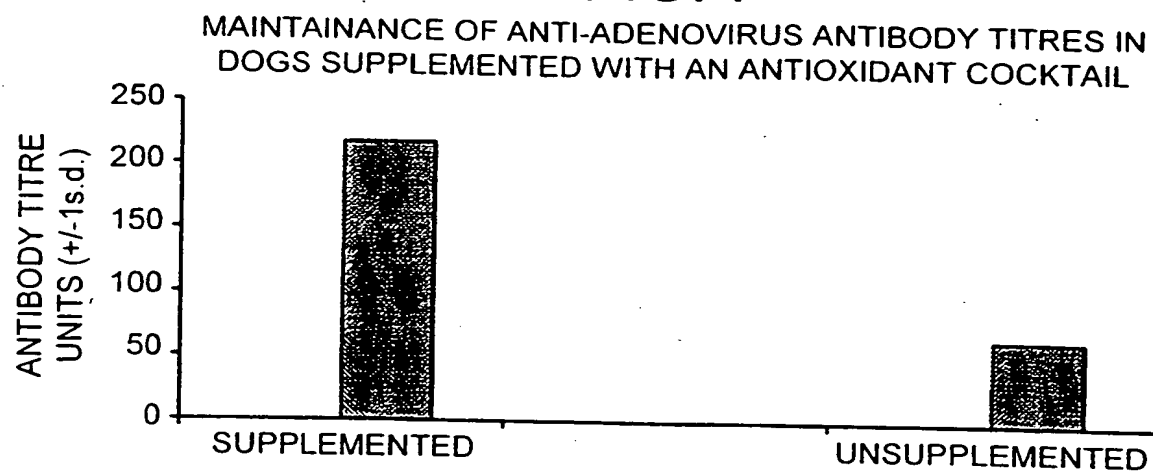 MAINTAINANCE OF ANTI-ADENOVIRUS ANTIBODY TITRES IN
DOGS SUPPLEMENTED WITH AN ANTIOXIDANT COCKTAIL
ANTIBODY TITRE
UNITS (+/-1s.d.)
250
200
150
100
50
0
SUPPLEMENTED
UNSUPPLEMENTED